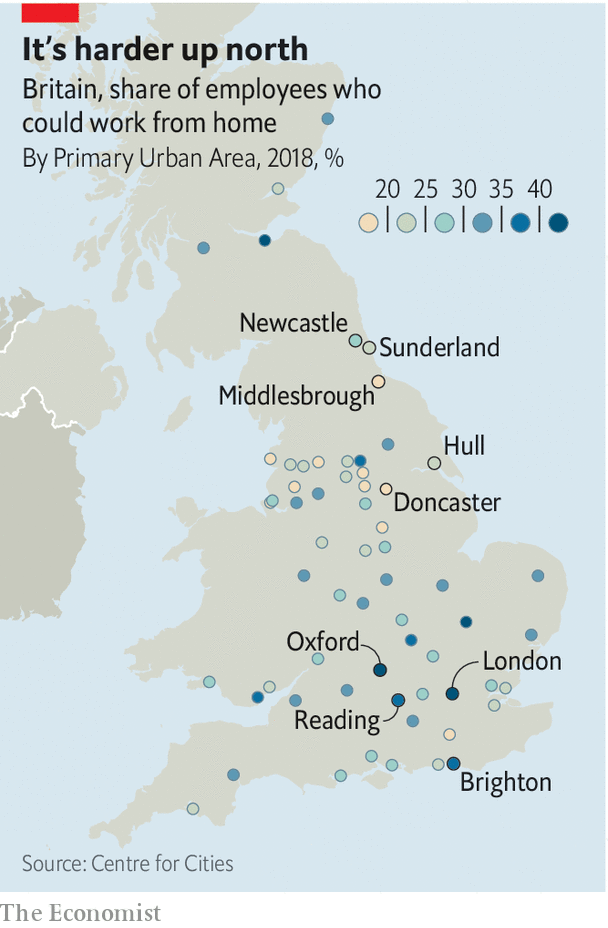 It’s harder up north
Britain, share of employees who
could work from home
By Primary Urban Area, 2018, %
20 25 30 35 40
Newcastle
Sunderland
Middlesbrough
Hull
Doncaster
Oxford
London
Reading
Brighton
Source: Centre for Cities
The Economist